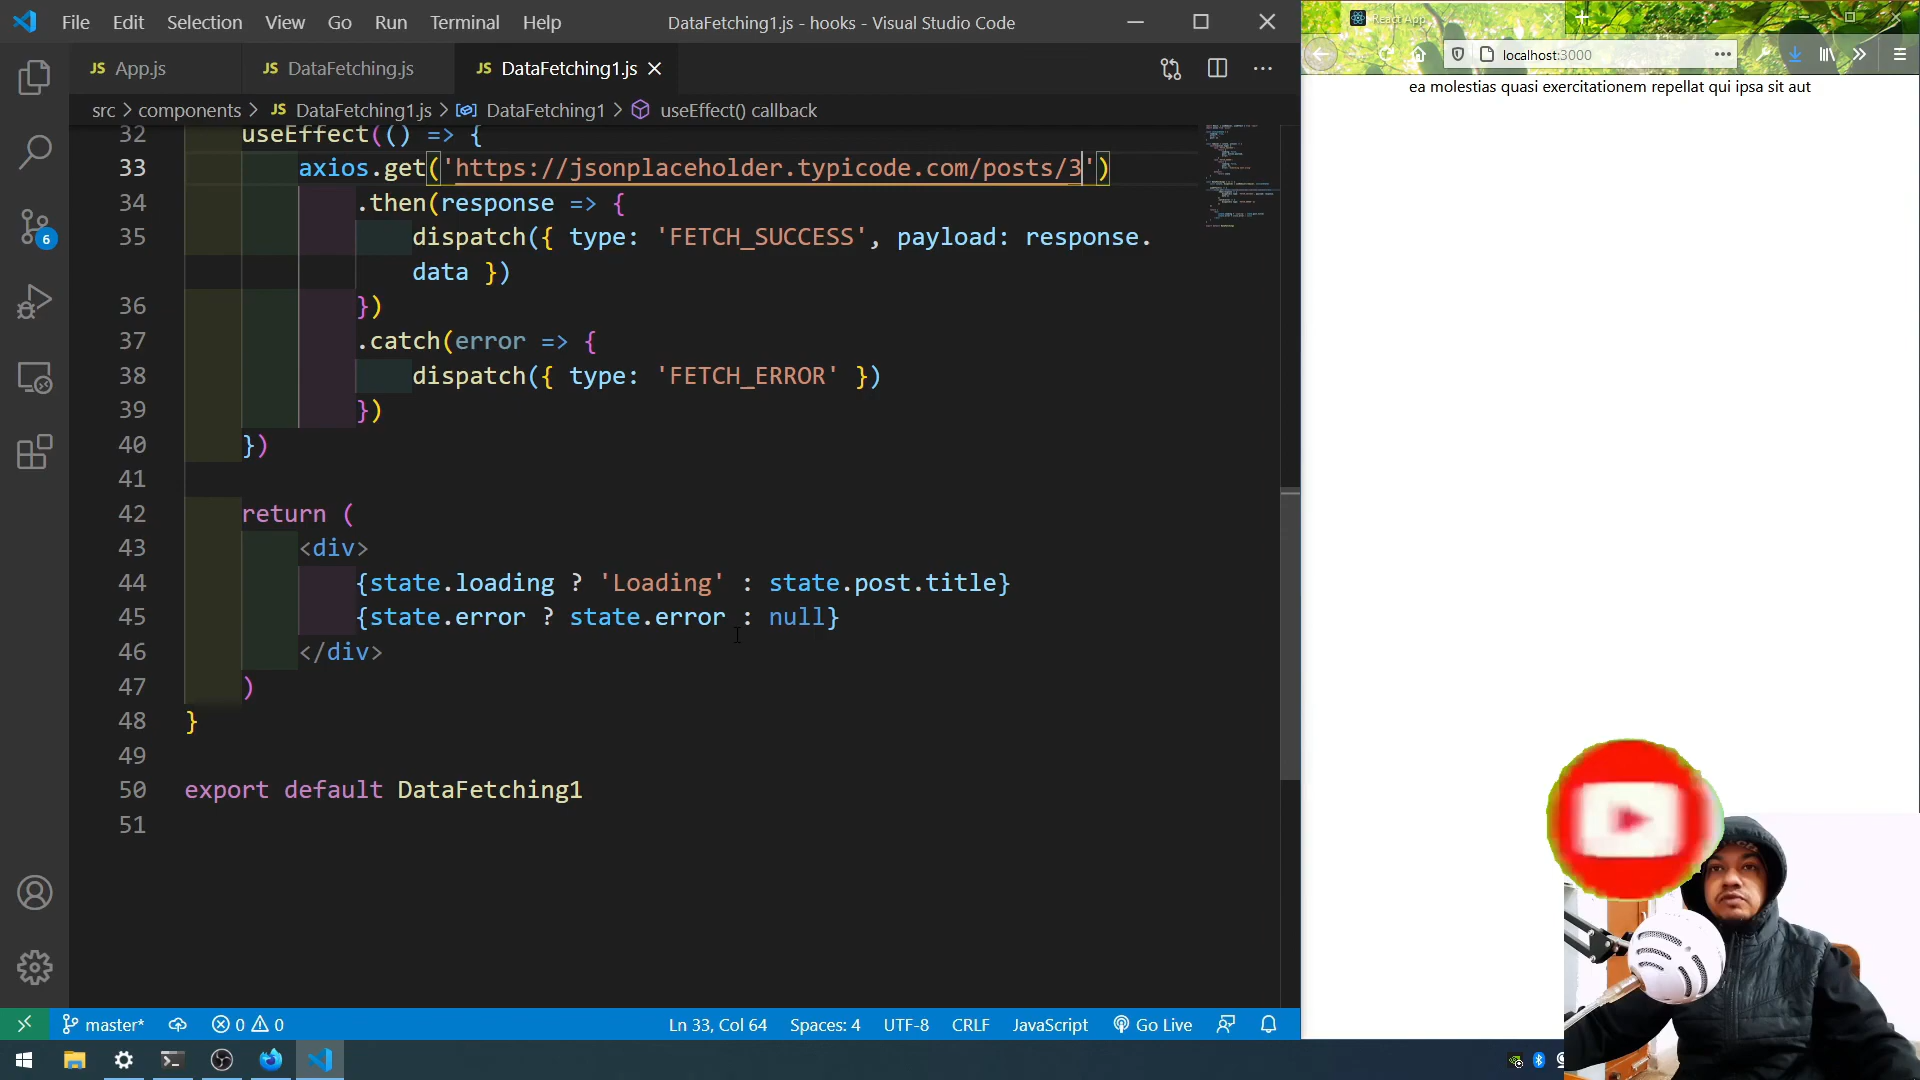 File Edit Selection View Go Run Terminal Help DataFetching1.js - hooks - Visual Studio Code
JS App.js JS DataFetching.js JS DataFetching1.js
src > components > JS DataFetching1.js > DataFetching1 > useEffect() callback
32 useEffect(() => {
33 axios.get('https://jsonplaceholder.typicode.com/posts/3')
34 .then(response => {
35 dispatch({ type: 'FETCH_SUCCESS', payload: response.
data })
36 })
37 .catch(error => {
38 dispatch({ type: 'FETCH_ERROR' })
39 })
40 })
41
42 return (
43 <div>
44 {state.loading ? 'Loading' : state.post.title}
45 {state.error ? state.error : null}
46 </div>
47 )
48 }
49
50 export default DataFetching1
51
6
master* 0 0 Ln 33, Col 64 Spaces: 4 UTF-8 CRLF JavaScript Go Live
React App
localhost:3000
ea molestias quasi exercitationem repellat qui ipsa sit aut